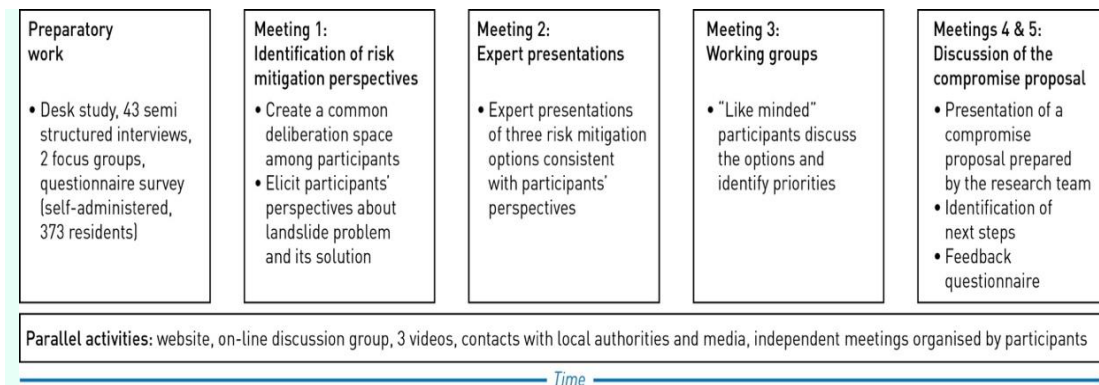 Preparatory
work
• Desk study, 43 semi
structured interviews,
2 focus groups,
questionnaire survey
(self-administered,
373 residents)
Meeting 1:
Identification of risk
mitigation perspectives
• Create a common
deliberation space
among participants
• Elicit participants’
perspectives about
landslide problem
and its solution
Meeting 2:
Expert presentations
• Expert presentations
of three risk mitigation
options consistent
with participants’
perspectives
Meeting 3:
Working groups
• “Like minded”
participants discuss
the options and
identify priorities
Meetings 4 & 5:
Discussion of the
compromise proposal
• Presentation of a
compromise
proposal prepared
by the research team
• Identification of
next steps
• Feedback
questionnaire
Parallel activities: website, on-line discussion group, 3 videos, contacts with local authorities and media, independent meetings organised by participants
Time